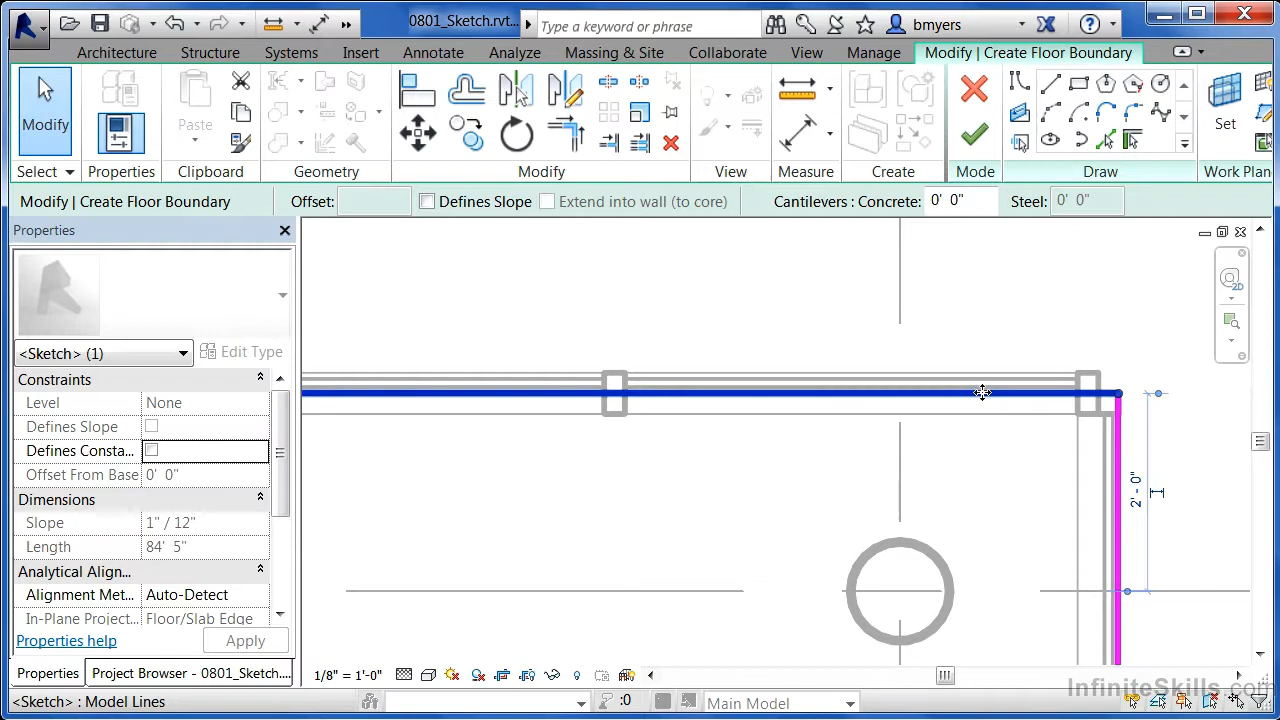 0801_Sketch.rvt...
Type a keyword or phrase
bmyers
Architecture
Structure
Systems
Insert
Annotate
Analyze
Massing & Site
Collaborate
View
Manage
Modify | Create Floor Boundary
Modify
Paste
Set
Select
Properties
Clipboard
Geometry
Modify
View
Measure
Create
Mode
Draw
Work Plane
Modify | Create Floor Boundary
Offset:
Defines Slope
Extend into wall (to core)
Cantilevers : Concrete:
0' 0"
Steel:
0' 0"
Properties
<Sketch> (1)
Edit Type
Constraints
Level
None
Defines Slope
Defines Consta...
Offset From Base
0' 0"
Dimensions
Slope
1" / 12"
Length
84' 5"
Analytical Align...
Alignment Met...
Auto-Detect
In-Plane Project...
Floor/Slab Edge
Properties help
Apply
Properties
Project Browser - 0801_Sketch....
2D
2' - 0"
1/8" = 1'-0"
<Sketch> : Model Lines
:0
Main Model
InfiniteSkills.com